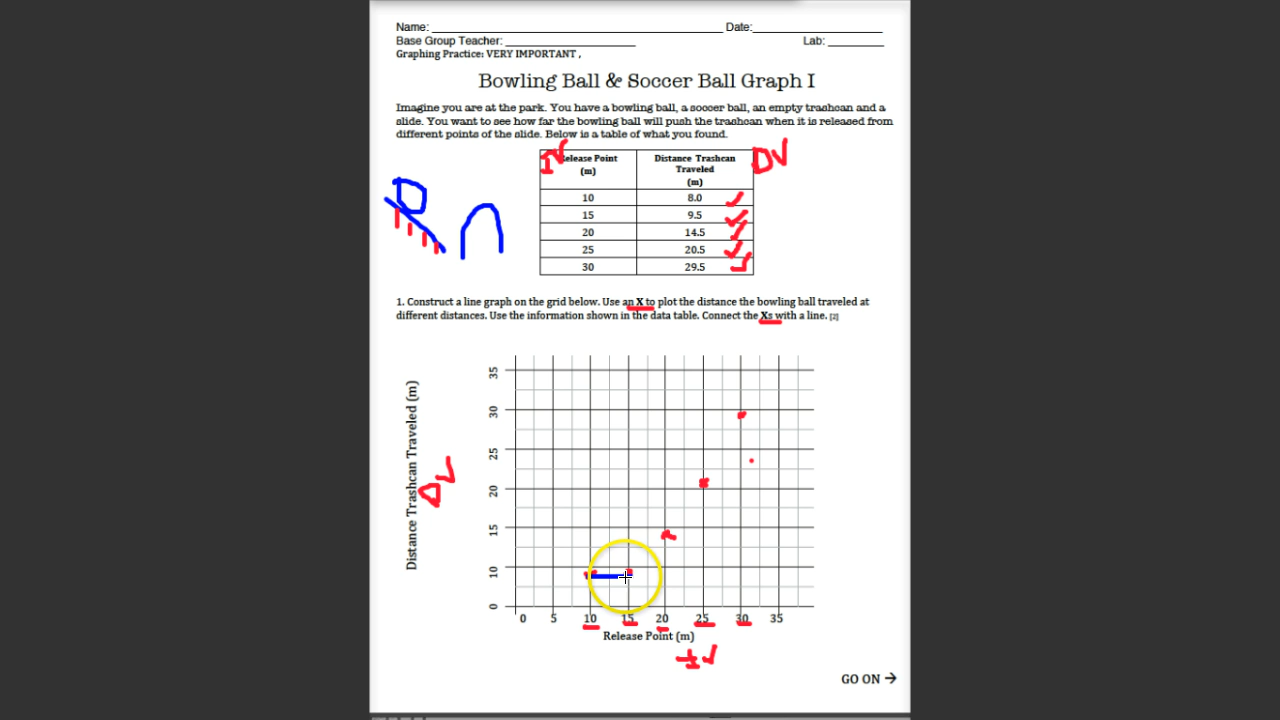 Name: Date:
Base Group Teacher: Lab:
Graphing Practice: VERY IMPORTANT ,
Bowling Ball & Soccer Ball Graph I
Imagine you are at the park. You have a bowling ball, a soccer ball, an empty trashcan and a
slide. You want to see how far the bowling ball will push the trashcan when it is released from
different points of the slide. Below is a table of what you found.
IV Release Point (m) Distance Trashcan Traveled (m) DV
10 8.0
15 9.5
20 14.5
25 20.5
30 29.5
1. Construct a line graph on the grid below. Use an X to plot the distance the bowling ball traveled at
different distances. Use the information shown in the data table. Connect the Xs with a line. [2]
Distance Trashcan Traveled (m)
DV
35
30
25
20
15
10
0
0 5 10 15 20 25 30 35
Release Point (m)
IV
GO ON →